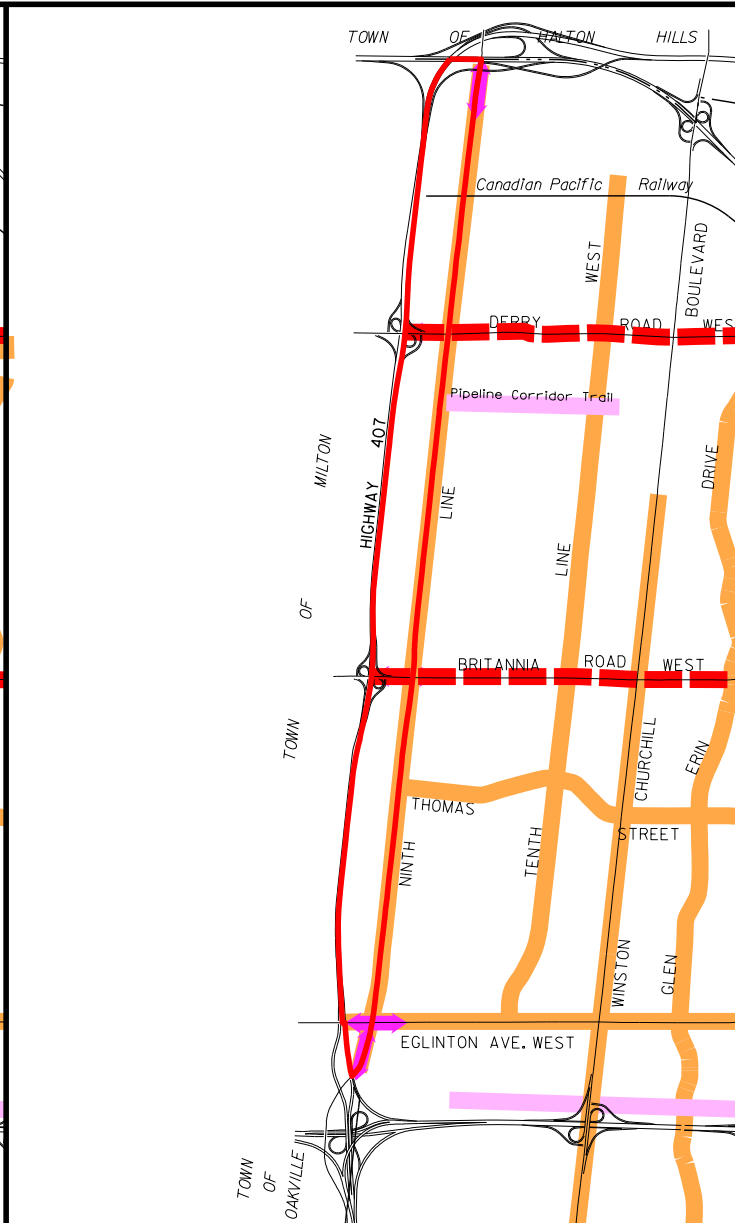 TOWN OF HALTON HILLS
Canadian Pacific Railway
WEST
BOULEVARD
DERRY ROAD WES
Pipeline Corridor Trail
MILTON
HIGHWAY 407
LINE
DRIVE
LINE
OF
BRITANNIA ROAD WEST
TOWN
CHURCHILL
ERIN
THOMAS
STREET
NINTH
TENTH
WINSTON
GLEN
EGLINTON AVE. WEST
TOWN
OF
OAKVILLE